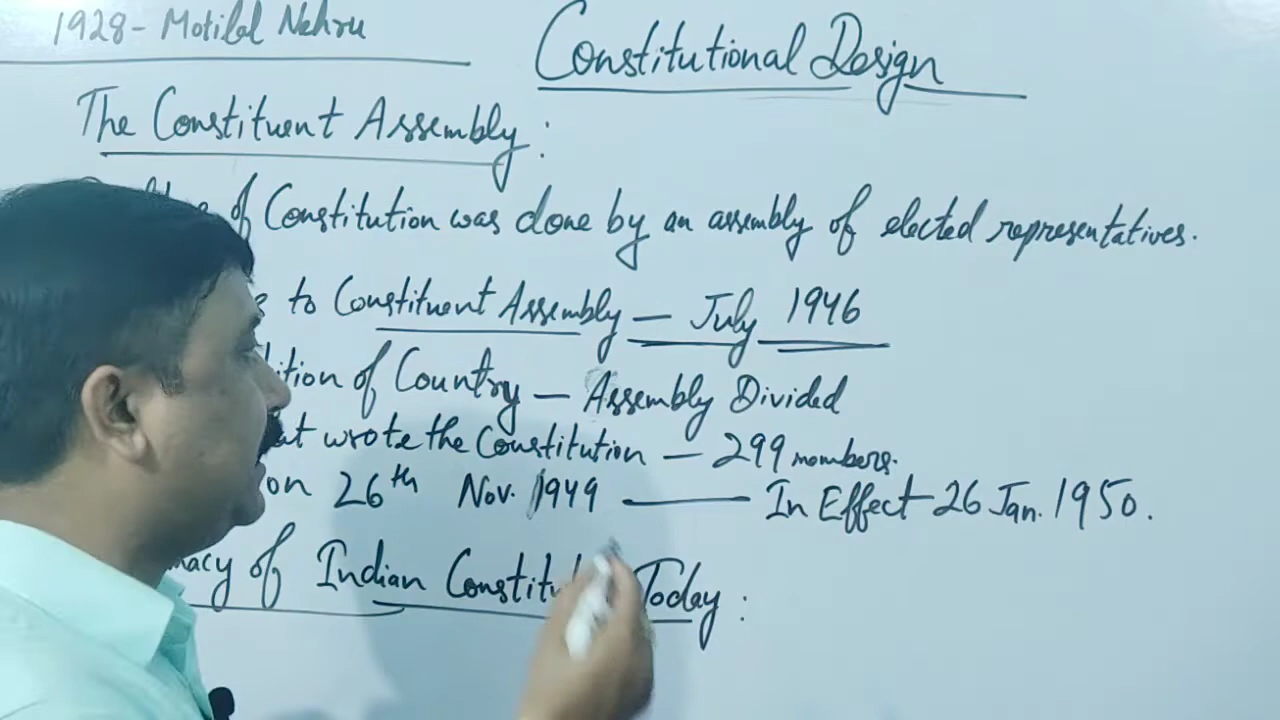 1928- Motilal Nehru
Constitutional Design
The Constituent Assembly:
of Constitution was done by an assembly of elected representatives.
to Constituent Assembly — July 1946
of Country — Assembly Divided
wrote the Constitution — 299 members.
on 26th Nov. 1949 — In Effect 26 Jan. 1950.
of Indian Today: